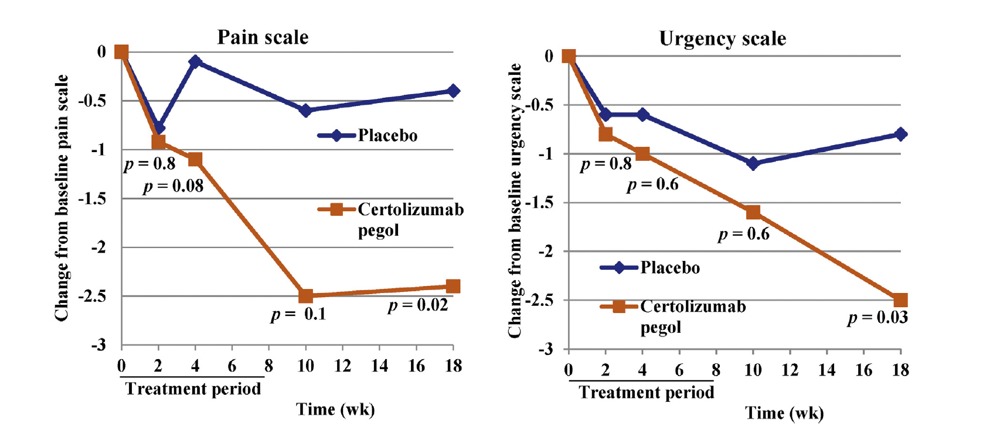 Pain scale
Change from baseline pain scale
0
-0.5
-1
-1.5
-2
-2.5
-3
Placebo
p = 0.8
p = 0.08
Certolizumab
pegol
p = 0.1
p = 0.02
0 2 4 6 8 10 12 14 16 18
Treatment period
Time (wk)
Urgency scale
Change from baseline urgency scale
0
-0.5
-1
-1.5
-2
-2.5
-3
p = 0.8
p = 0.6
p = 0.6
Placebo
Certolizumab
pegol
p = 0.03
0 2 4 6 8 10 12 14 16 18
Treatment period
Time (wk)